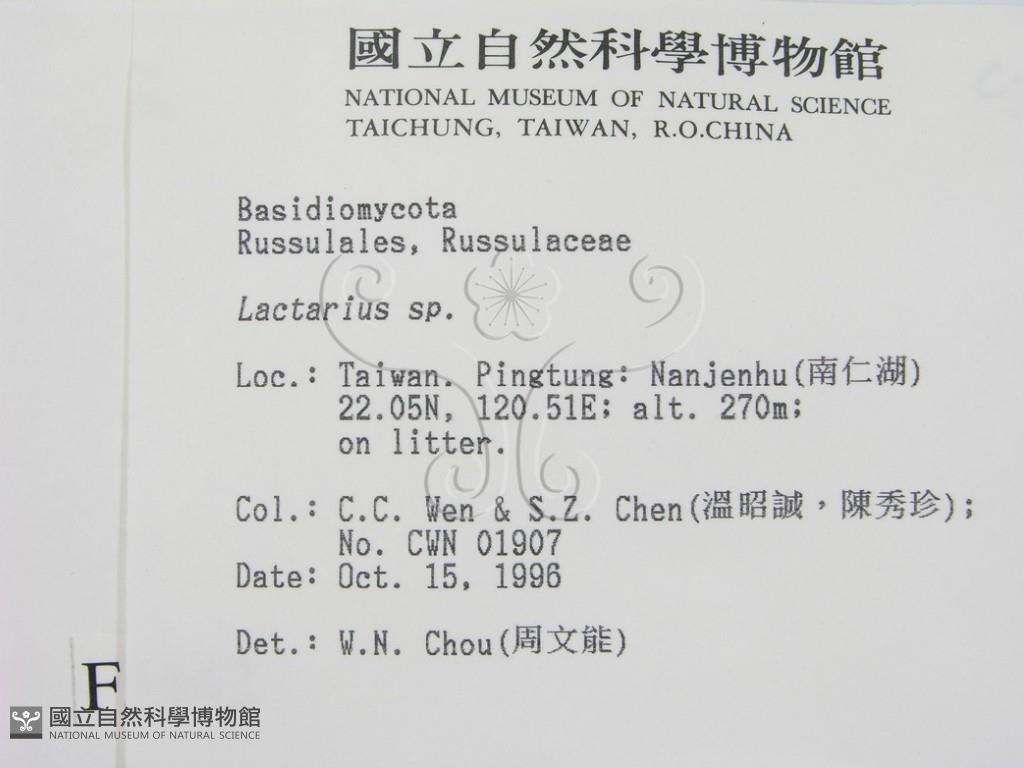 國立自然科學博物館
NATIONAL MUSEUM OF NATURAL SCIENCE
TAICHUNG, TAIWAN, R.O.CHINA
Basidiomycota
Russulales, Russulaceae
Lactarius sp.
Loc.: Taiwan. Pingtung: Nanjenhu(南仁湖)
22.05N, 120.51E; alt. 270m;
on litter.
Col.: C.C. Wen & S.Z. Chen(溫昭誠，陳秀珍);
No. CWN 01907
Date: Oct. 15, 1996
Det.: W.N. Chou(周文能)
F
國立自然科學博物館
NATIONAL MUSEUM OF NATURAL SCIENCE